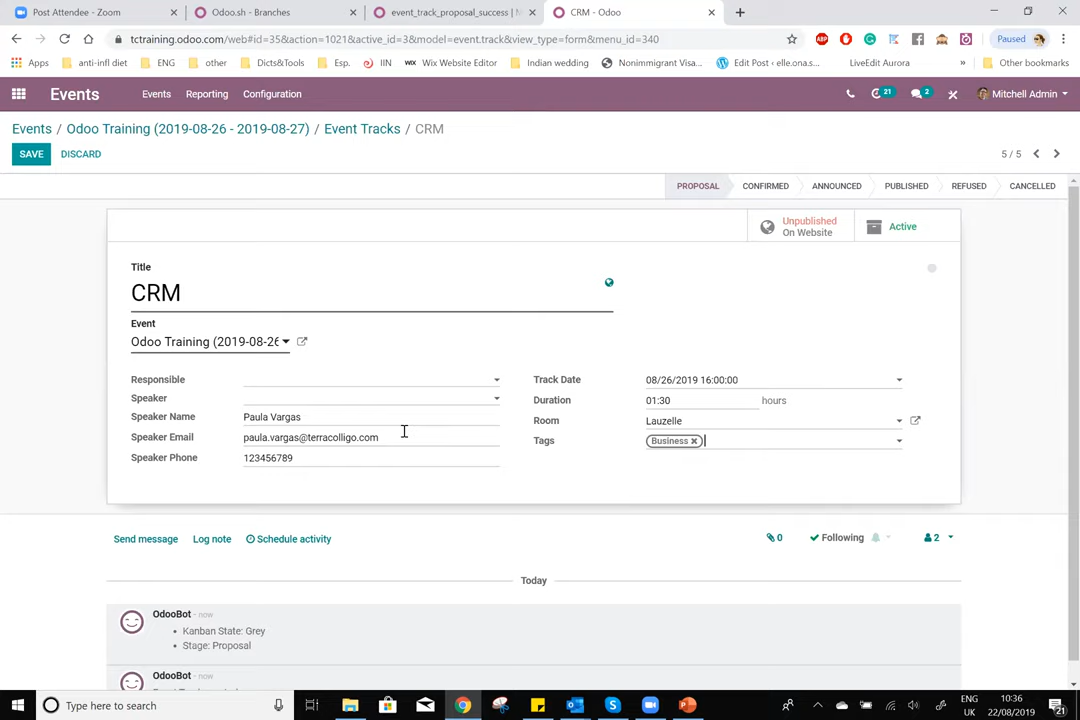 Post Attendee - Zoom
Odoo.sh - Branches
event_track_proposal_success | M
CRM - Odoo
tctraining.odoo.com/web#id=35&action=1021&active_id=3&model=event.track&view_type=form&menu_id=340
ABP
21
Paused
Apps
anti-infl diet
ENG
other
Dicts&Tools
Esp.
IIN
WIX
Wix Website Editor
Indian wedding
Nonimmigrant Visa...
Edit Post ‹ elle.ona.s...
LiveEdit Aurora
»
Other bookmarks
Events
Events
Reporting
Configuration
21
2
Mitchell Admin
Events / Odoo Training (2019-08-26 - 2019-08-27) / Event Tracks / CRM
SAVE
DISCARD
5 / 5
PROPOSAL
CONFIRMED
ANNOUNCED
PUBLISHED
REFUSED
CANCELLED
Unpublished
On Website
Active
Title
CRM
Event
Odoo Training (2019-08-26
Responsible
Speaker
Speaker Name Paula Vargas
Speaker Email paula.vargas@terracolligo.com
Speaker Phone 123456789
Track Date 08/26/2019 16:00:00
Duration 01:30 hours
Room Lauzelle
Tags Business ×
Send message
Log note
Schedule activity
0
Following
2
Today
OdooBot - now
• Kanban State: Grey
• Stage: Proposal
OdooBot - now
Type here to search
ENG
UK
10:36
22/08/2019
21